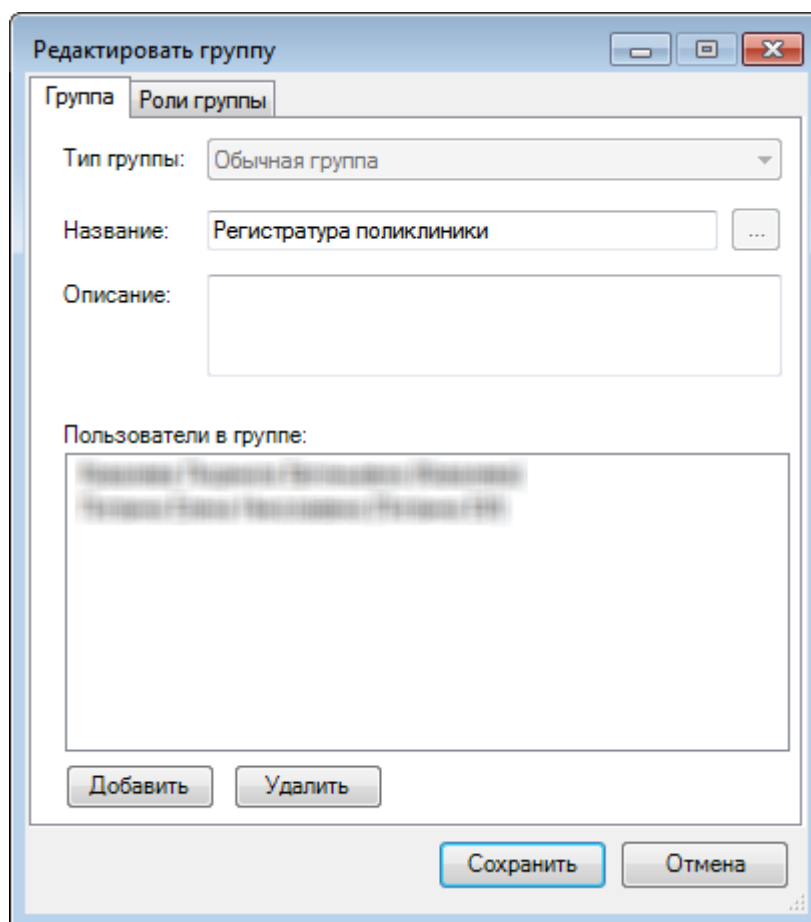 Редактировать группу
Группа Роли группы
Тип группы: Обычная группа
Название: Регистратура поликлиники ...
Описание:
Пользователи в группе:
Добавить Удалить
Сохранить Отмена